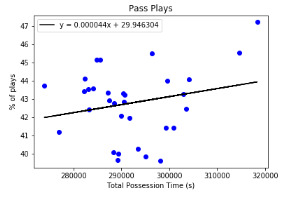 Pass Plays
y = 0.000044x + 29.946304
% of plays
47
46
45
44
43
42
41
40
280000 290000 300000 310000 320000
Total Possession Time (s)